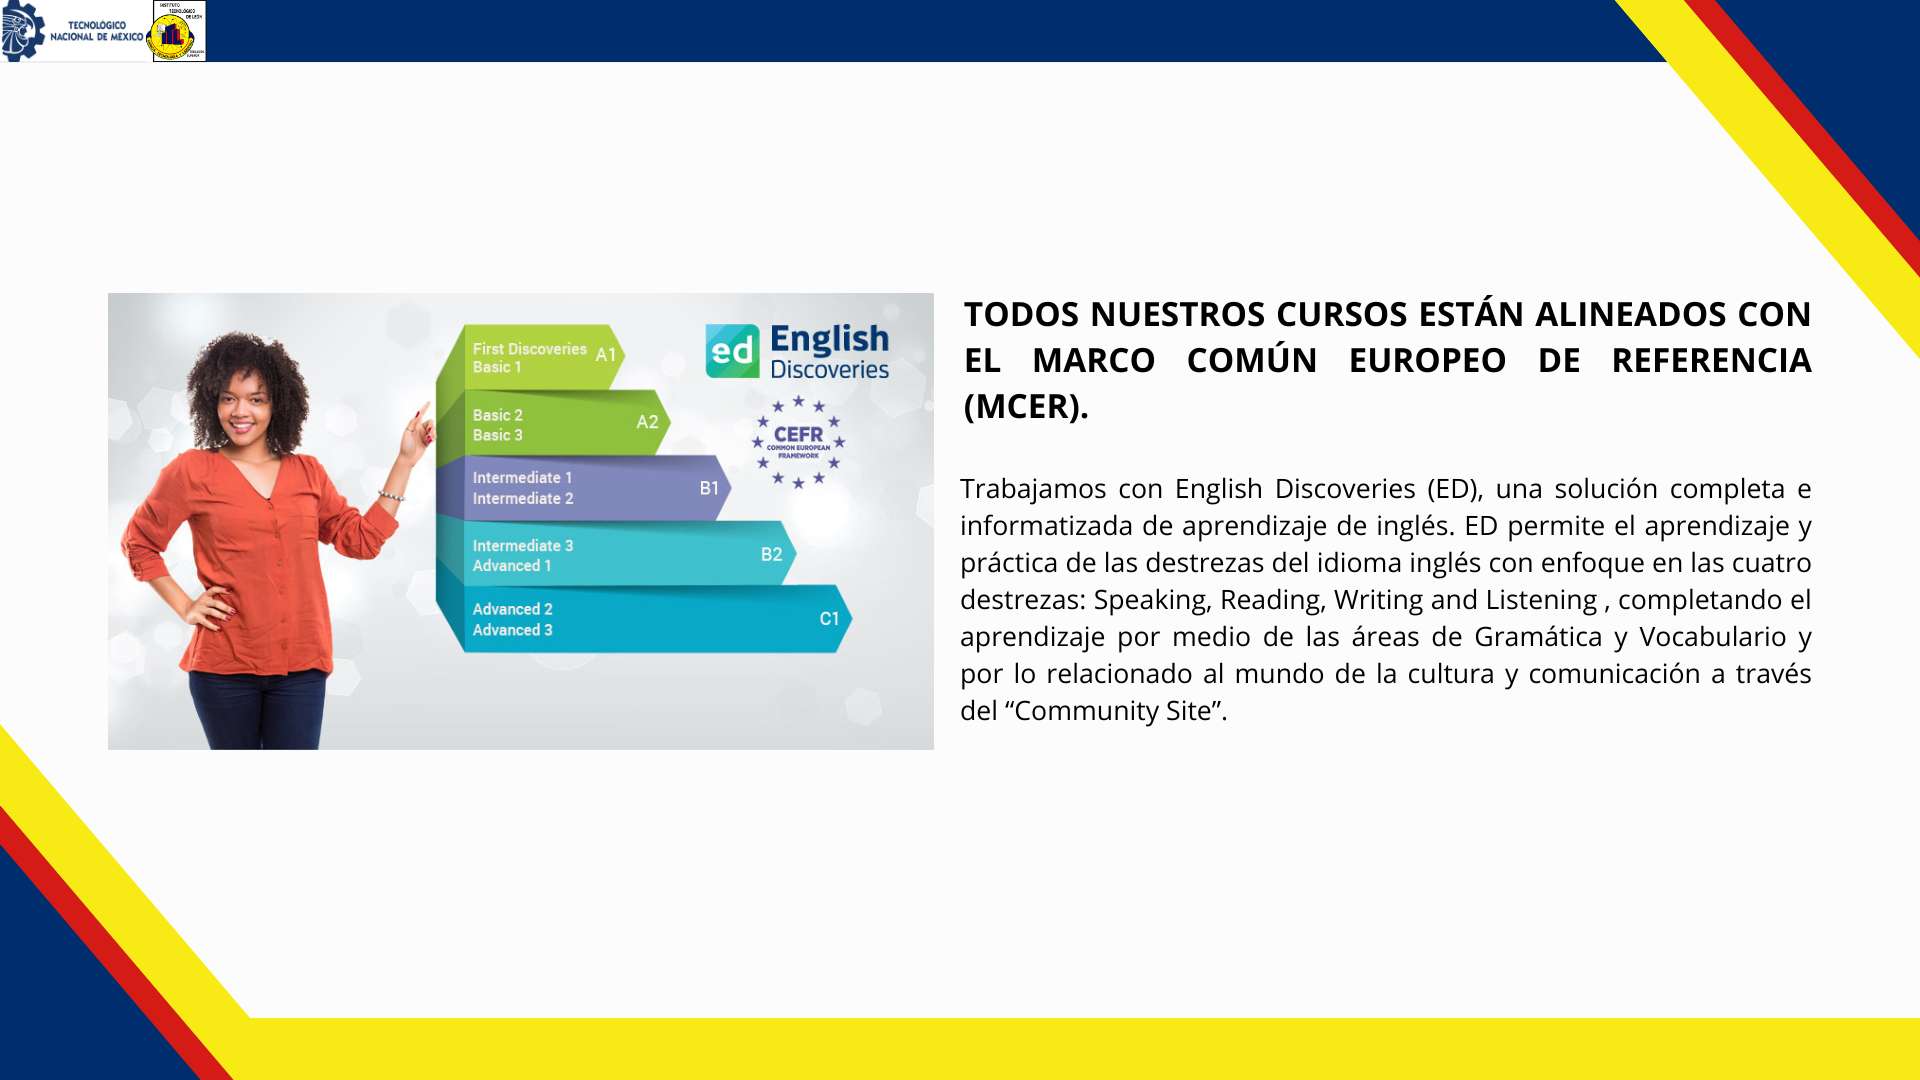 TECNOLÓGICO
NACIONAL DE MÉXICO
INSTITUTO
TECNOLÓGICO
DE LEÓN
First Discoveries
Basic 1
A1
Basic 2
Basic 3
A2
Intermediate 1
Intermediate 2
B1
Intermediate 3
Advanced 1
B2
Advanced 2
Advanced 3
C1
ed
English
Discoveries
CEFR
COMMON EUROPEAN
FRAMEWORK
TODOS NUESTROS CURSOS ESTÁN ALINEADOS CON
EL MARCO COMÚN EUROPEO DE REFERENCIA
(MCER).
Trabajamos con English Discoveries (ED), una solución completa e
informatizada de aprendizaje de inglés. ED permite el aprendizaje y
práctica de las destrezas del idioma inglés con enfoque en las cuatro
destrezas: Speaking, Reading, Writing and Listening , completando el
aprendizaje por medio de las áreas de Gramática y Vocabulario y
por lo relacionado al mundo de la cultura y comunicación a través
del “Community Site”.